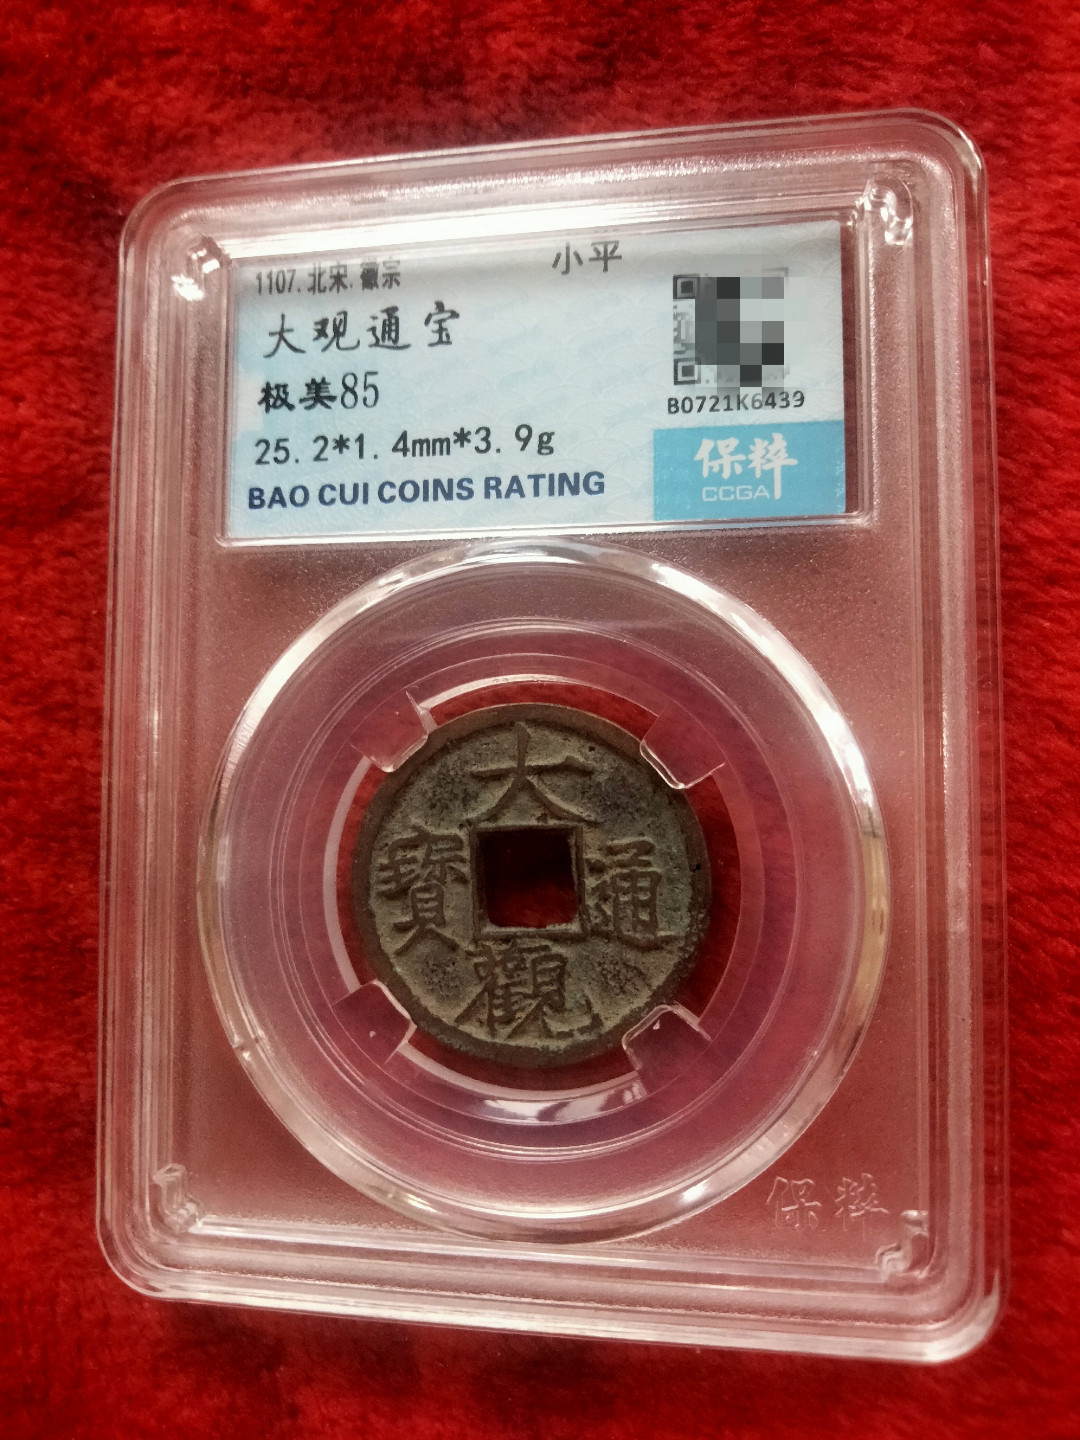 小平
1107.北宋.徽宗
大观通宝
极美85
B0721K6439
25.2*1.4mm*3.9g
保粹
CCGA
BAO CUI COINS RATING
大
寶 通
觀
保粹